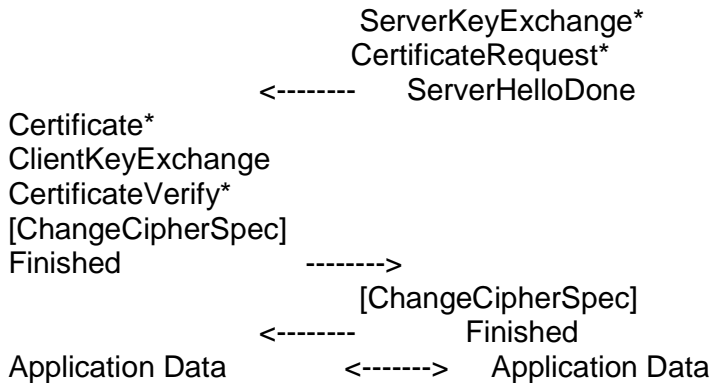 ServerKeyExchange*
CertificateRequest*
<-------- ServerHelloDone
Certificate*
ClientKeyExchange
CertificateVerify*
[ChangeCipherSpec]
Finished -------->
[ChangeCipherSpec]
<-------- Finished
Application Data <-------> Application Data